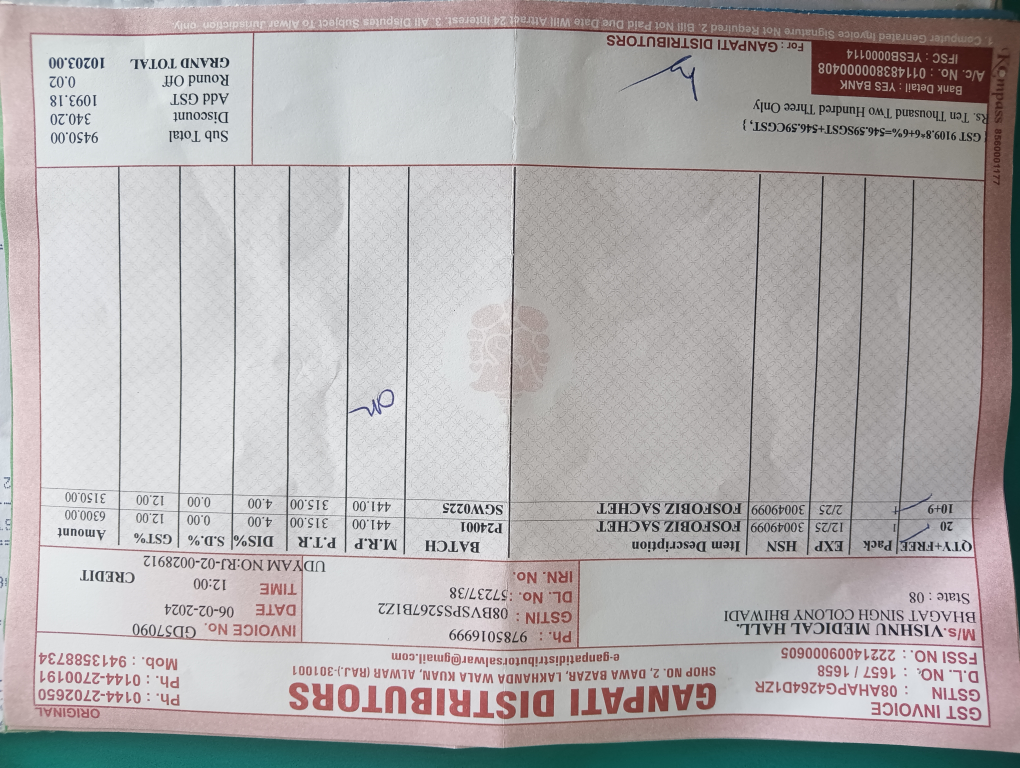 ORIGINAL
GST INVOICE
GSTIN : 08AHAPG4264D1ZR
D.L. NO. : 1657 / 1658
FSSI NO. : 22214009000605
GANPATI DISTRIBUTORS
SHOP NO. 2, DAWA BAZAR, LAKHANDA WALA KUAN, ALWAR (RAJ.)-301001
e-ganpatidistributorsalwar@gmail.com
Ph. : 0144-2702650
Ph. : 0144-2700191
Mob. : 9413588734
M/s.VISHNU MEDICAL HALL.
BHAGAT SINGH COLONY BHIWADI
State : 08
Ph. : 9785016999
GSTIN : 08BVSPS5267B1Z2
DL. No. : 57237/38
IRN. No.
INVOICE No. GD57090
DATE 06-02-2024
TIME 12:00
CREDIT
UDYAM NO:RJ-02-0028912
QTY+FREE Pack EXP HSN Item Description BATCH M.R.P P.T.R DIS% S.D.% GST% Amount
20 1 12/25 30049099 FOSFOBIZ SACHET P24001 441.00 315.00 4.00 0.00 12.00 6300.00
10+9 1 2/25 30049099 FOSFOBIZ SACHET SGW0225 441.00 315.00 4.00 0.00 12.00 3150.00
{ GST 9109.8*6+6%=546.59SGST+546.59CGST, }
Rs. Ten Thousand Two Hundred Three Only
Bank Detail : YES BANK
A/c. No. : 011483800000408
IFSC : YESB0000114
For : GANPATI DISTRIBUTORS
Sub Total 9450.00
Discount 340.20
Add GST 1093.18
Round Off 0.02
GRAND TOTAL 10203.00
1. Computer Genrated Invoice Signature Not Required 2. Bill Not Paid Due Date Will Attract 24 Interest. 3. All Disputes Subject To Alwar Jurisdiction only.
Kompass 8560001177